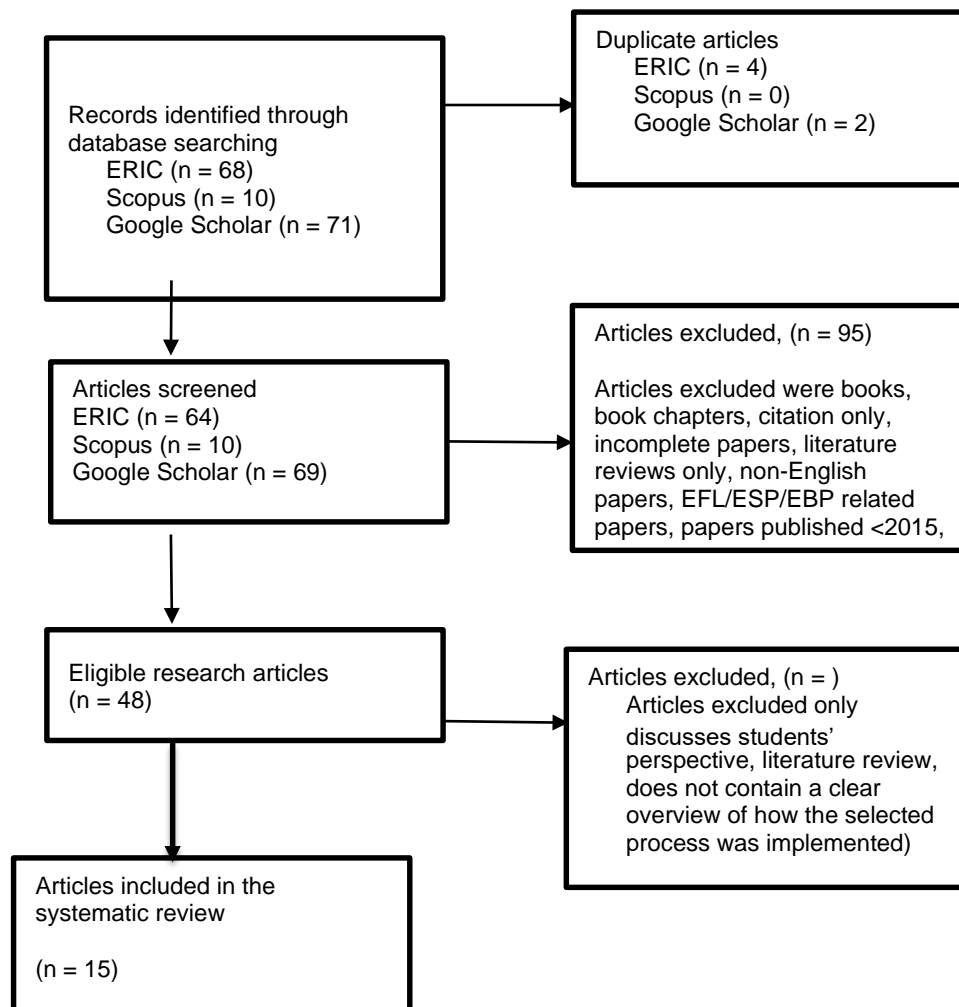 Records identified through
database searching
ERIC (n = 68)
Scopus (n = 10)
Google Scholar (n = 71)
Duplicate articles
ERIC (n = 4)
Scopus (n = 0)
Google Scholar (n = 2)
Articles screened
ERIC (n = 64)
Scopus (n = 10)
Google Scholar (n = 69)
Articles excluded, (n = 95)
Articles excluded were books,
book chapters, citation only,
incomplete papers, literature
reviews only, non-English
papers, EFL/ESP/EBP related
papers, papers published <2015,
Eligible research articles
(n = 48)
Articles excluded, (n = )
Articles excluded only
discusses students’
perspective, literature review,
does not contain a clear
overview of how the selected
process was implemented)
Articles included in the
systematic review
(n = 15)